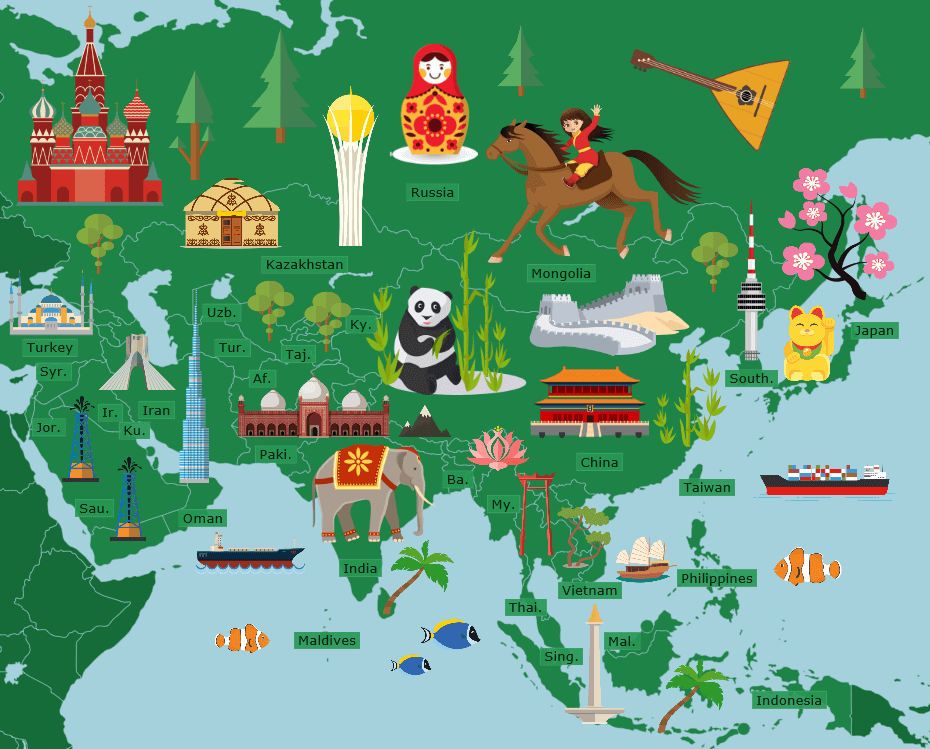 Russia
Kazakhstan
Mongolia
Uzb.
Ky.
Japan
Turkey
Tur.
Taj.
Syr.
Af.
South.
Ir.
Iran
Jor.
Ku.
Paki.
China
Ba.
Taiwan
My.
Sau.
Oman
India
Philippines
Vietnam
Thai.
Maldives
Mal.
Sing.
Indonesia